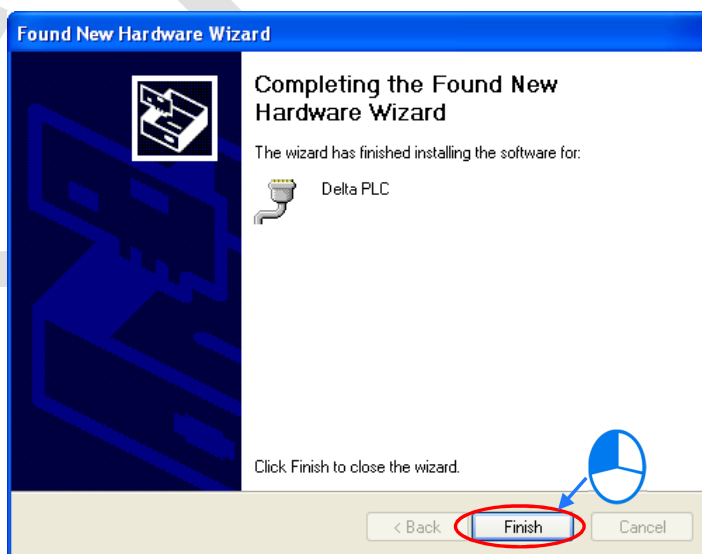 Found New Hardware Wizard
Completing the Found New
Hardware Wizard
The wizard has finished installing the software for:
Delta PLC
Click Finish to close the wizard.
< Back Finish Cancel